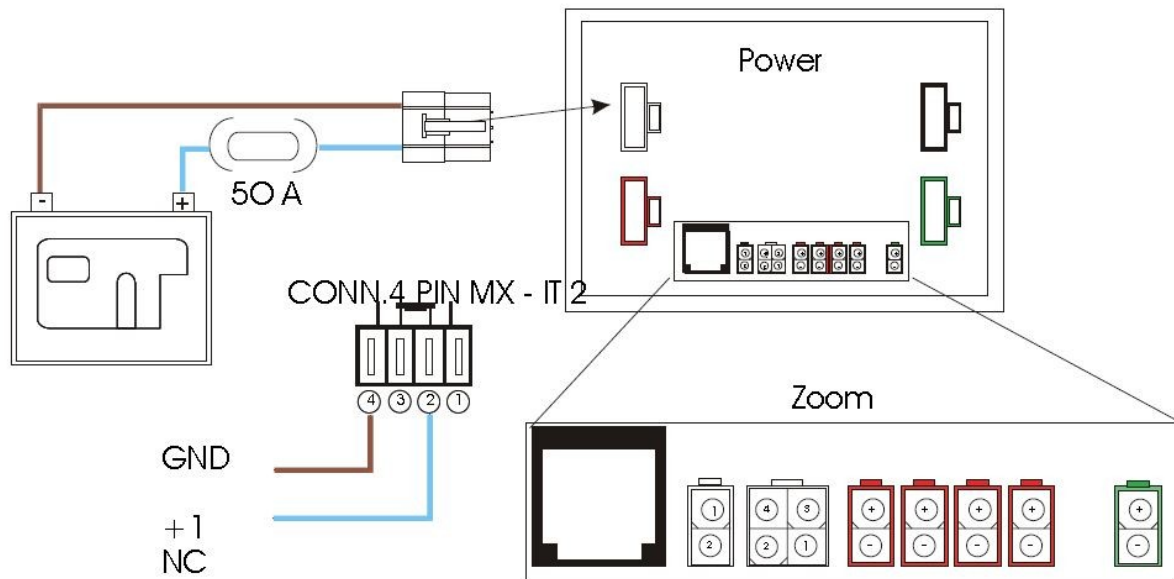 Power
- +
50 A
CONN.4 PIN MX - IT 2
4 3 2 1
GND
+1
NC
Zoom
1 4 3 + + + + +
2 2 1 - - - - -